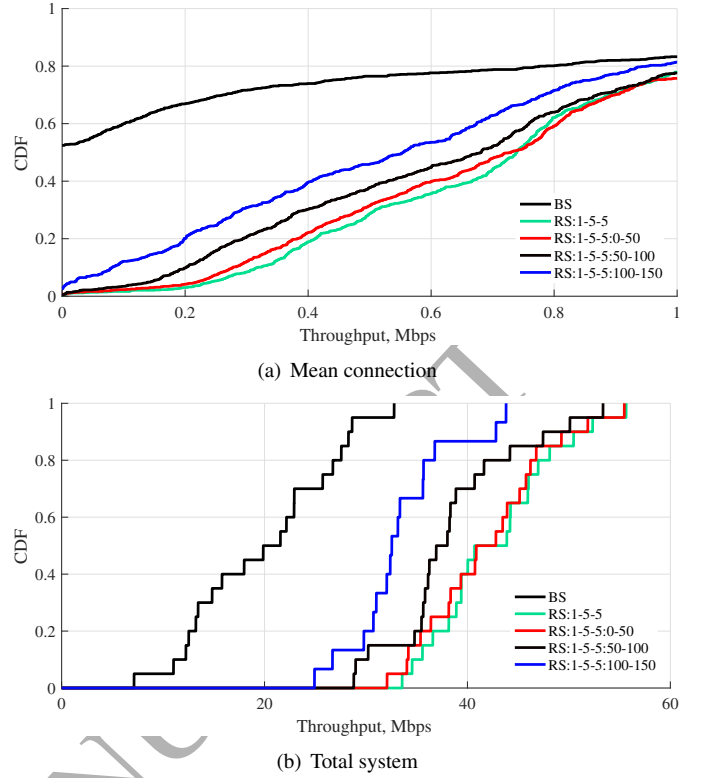 1
0.8
0.6
0.4
0.2
0
CDF
BS
RS:1-5-5
RS:1-5-5:0-50
RS:1-5-5:50-100
RS:1-5-5:100-150
0 0.2 0.4 0.6 0.8 1
Throughput, Mbps
(a) Mean connection
1
0.8
0.6
0.4
0.2
0
CDF
BS
RS:1-5-5
RS:1-5-5:0-50
RS:1-5-5:50-100
RS:1-5-5:100-150
0 20 40 60
Throughput, Mbps
(b) Total system